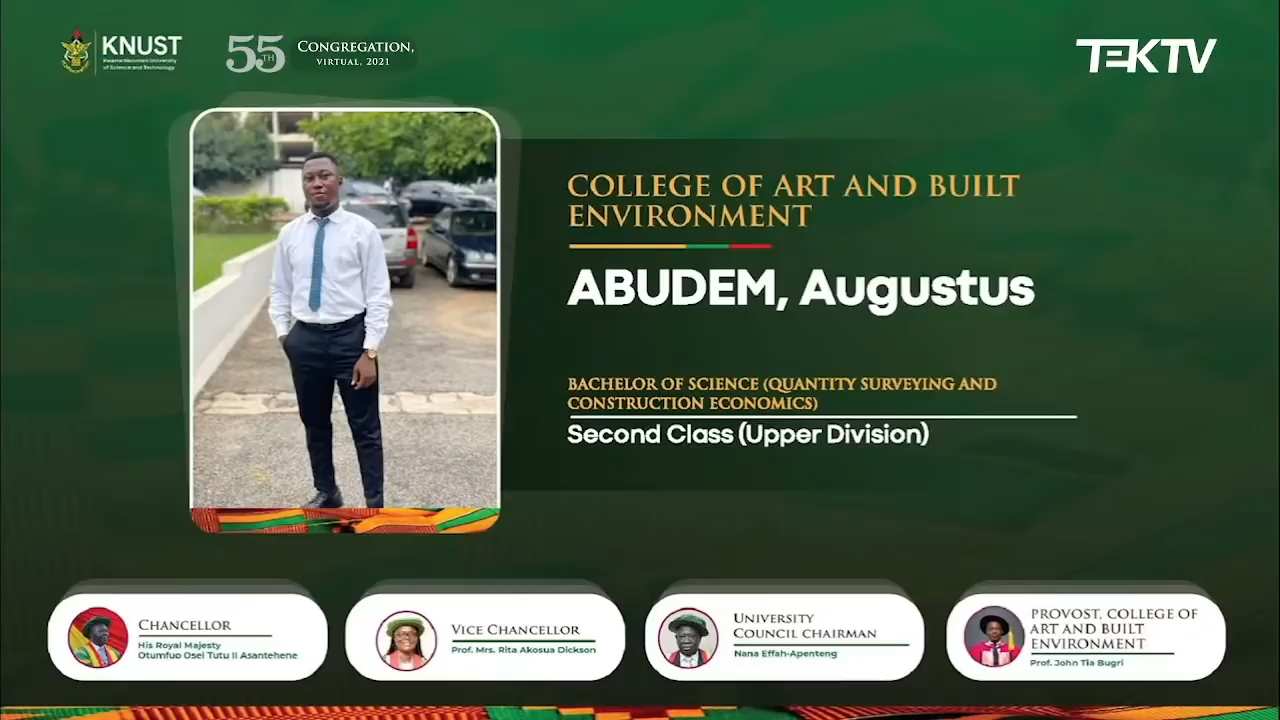 KNUST
Kwame Nkrumah University
of Science and Technology
55TH
CONGREGATION,
VIRTUAL, 2021
TEKTV
COLLEGE OF ART AND BUILT
ENVIRONMENT
ABUDEM, Augustus
BACHELOR OF SCIENCE (QUANTITY SURVEYING AND
CONSTRUCTION ECONOMICS)
Second Class (Upper Division)
CHANCELLOR
His Royal Majesty
Otumfuo Osei Tutu II Asantehene
VICE CHANCELLOR
Prof. Mrs. Rita Akosua Dickson
UNIVERSITY
COUNCIL CHAIRMAN
Nana Effah-Apenteng
PROVOST, COLLEGE OF
ART AND BUILT
ENVIRONMENT
Prof. John Tia Bugri